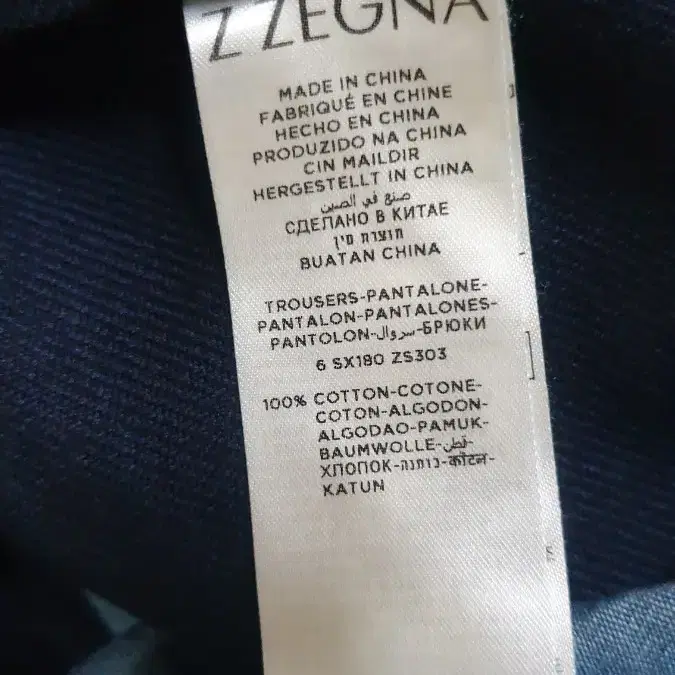 Z ZEGNA
MADE IN CHINA
FABRIQUÉ EN CHINE
HECHO EN CHINA
PRODUZIDO NA CHINA
CIN MAILDIR
HERGESTELLT IN CHINA
صنع في الصين
СДЕЛАНО В КИТАЕ
תוצרת סין
BUATAN CHINA
TROUSERS-PANTALONE-
PANTALON-PANTALONES-
PANTOLON-سروال-БРЮКИ
6 SX180 ZS303
100% COTTON-COTONE-
COTON-ALGODON-
ALGODAO-PAMUK-
BAUMWOLLE-قطن-
ХЛОПОК-כותנה-कॉटन-
KATUN